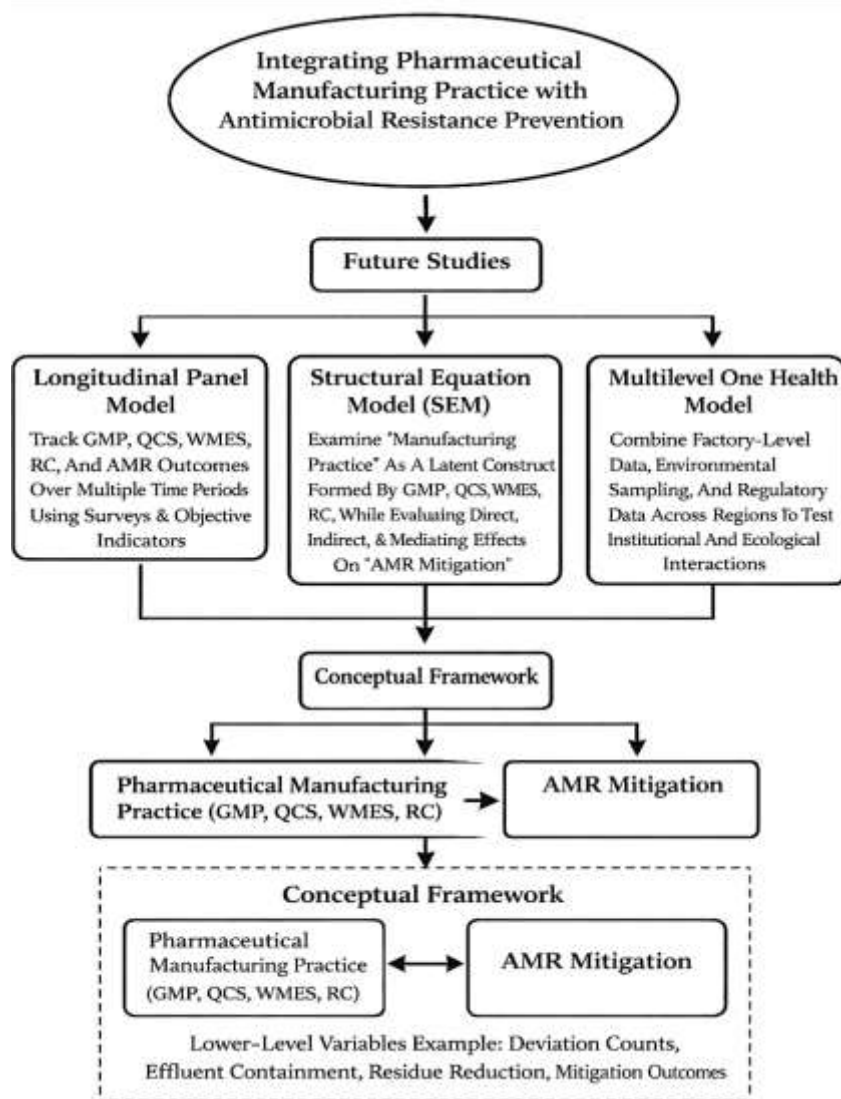 Integrating Pharmaceutical
Manufacturing Practice with
Antimicrobial Resistance Prevention
Future Studies
Longitudinal Panel
Model
Track GMP, QCS, WMES,
RC, And AMR Outcomes
Over Multiple Time Periods
Using Surveys & Objective
Indicators
Structural Equation
Model (SEM)
Examine "Manufacturing
Practice" As A Latent Construct
Formed By GMP, QCS,WMES,
RC, While Evaluating Direct,
Indirect, & Mediating Effects
On "AMR Mitigation"
Multilevel One Health
Model
Combine Factory-Level
Data, Environmental
Sampling, And Regulatory
Data Across Regions To Test
Institutional And Ecological
Interactions
Conceptual Framework
Pharmaceutical Manufacturing
Practice (GMP, QCS, WMES, RC)
AMR Mitigation
Conceptual Framework
Pharmaceutical
Manufacturing Practice
(GMP, QCS, WMES, RC)
AMR Mitigation
Lower-Level Variables Example: Deviation Counts,
Effluent Containment, Residue Reduction, Mitigation Outcomes